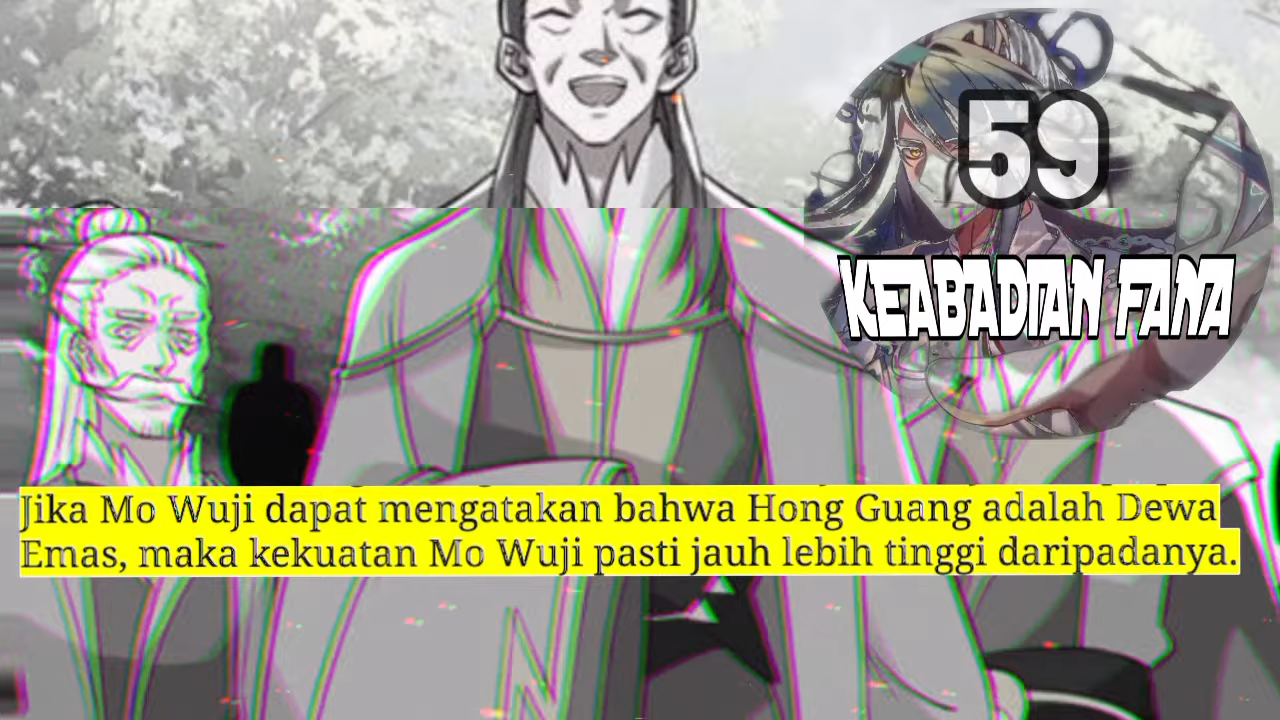 59
KEABADIAN FANA
Jika Mo Wuji dapat mengatakan bahwa Hong Guang adalah Dewa
Emas, maka kekuatan Mo Wuji pasti jauh lebih tinggi daripadanya.